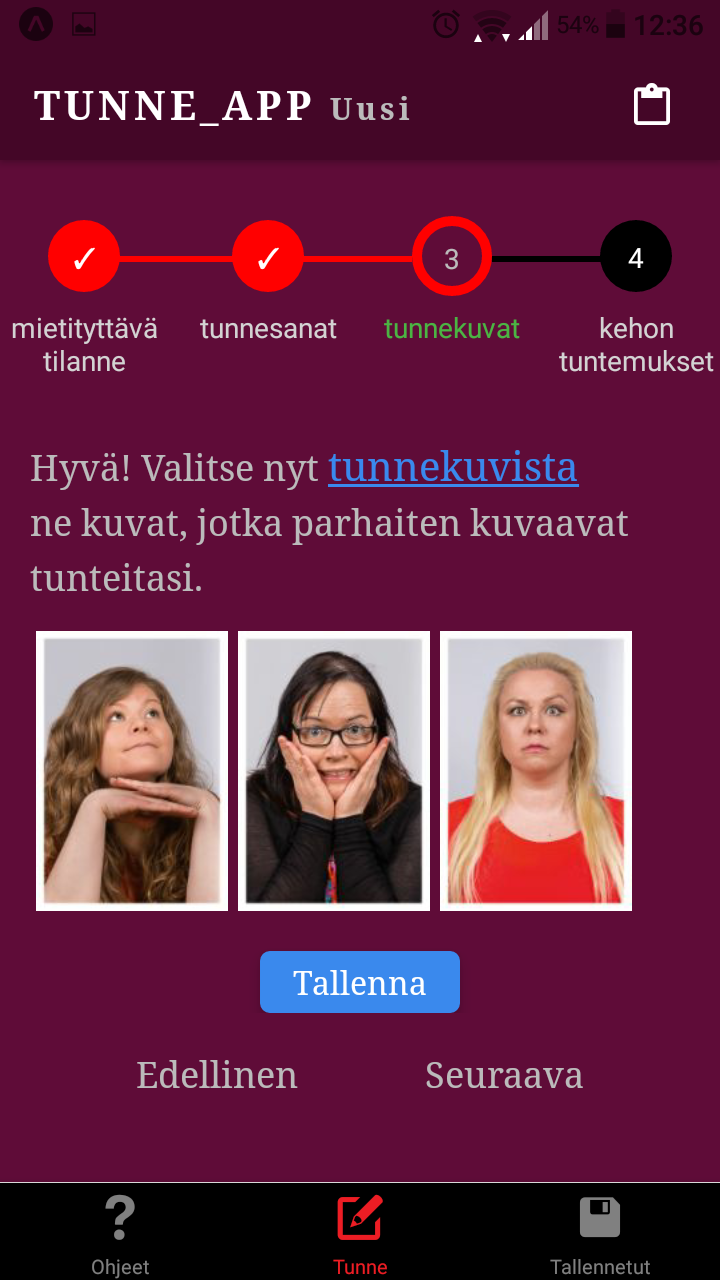 54% 12:36
TUNNE_APP Uusi
✓ ✓ 3 4
mietityttävä tilanne
tunnesanat
tunnekuvat
kehon tuntemukset
Hyvä! Valitse nyt tunnekuvista
ne kuvat, jotka parhaiten kuvaavat
tunteitasi.
Tallenna
Edellinen Seuraava
Ohjeet Tunne Tallennetut